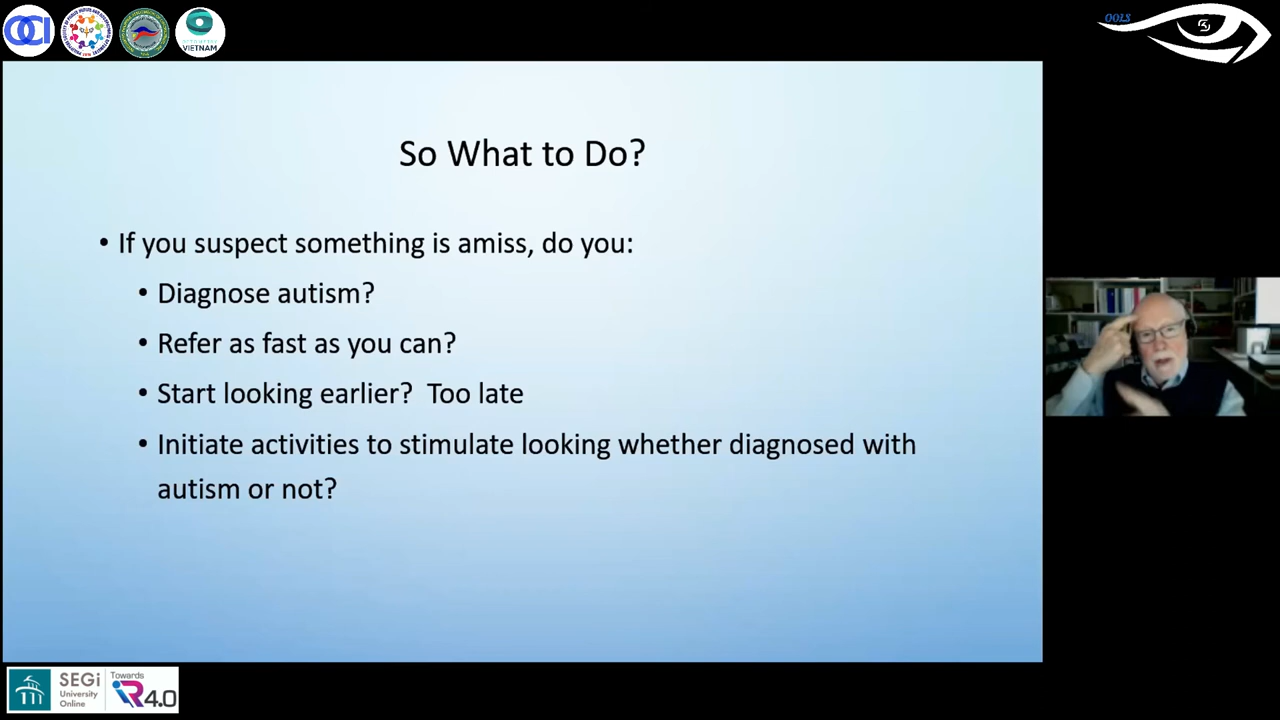 OCI
VIETNAM
OOLS
So What to Do?
• If you suspect something is amiss, do you:
• Diagnose autism?
• Refer as fast as you can?
• Start looking earlier?  Too late
• Initiate activities to stimulate looking whether diagnosed with
autism or not?
SEGi
University
Online
Towards
iR4.0